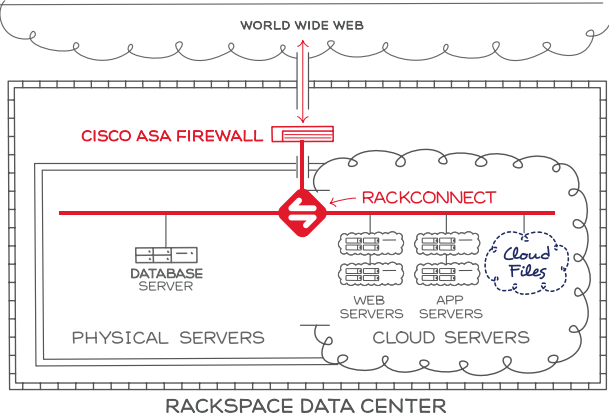 WORLD WIDE WEB
CISCO ASA FIREWALL
RACKCONNECT
DATABASE
SERVER
WEB
SERVERS
APP
SERVERS
Cloud
Files
PHYSICAL SERVERS
CLOUD SERVERS
RACKSPACE DATA CENTER